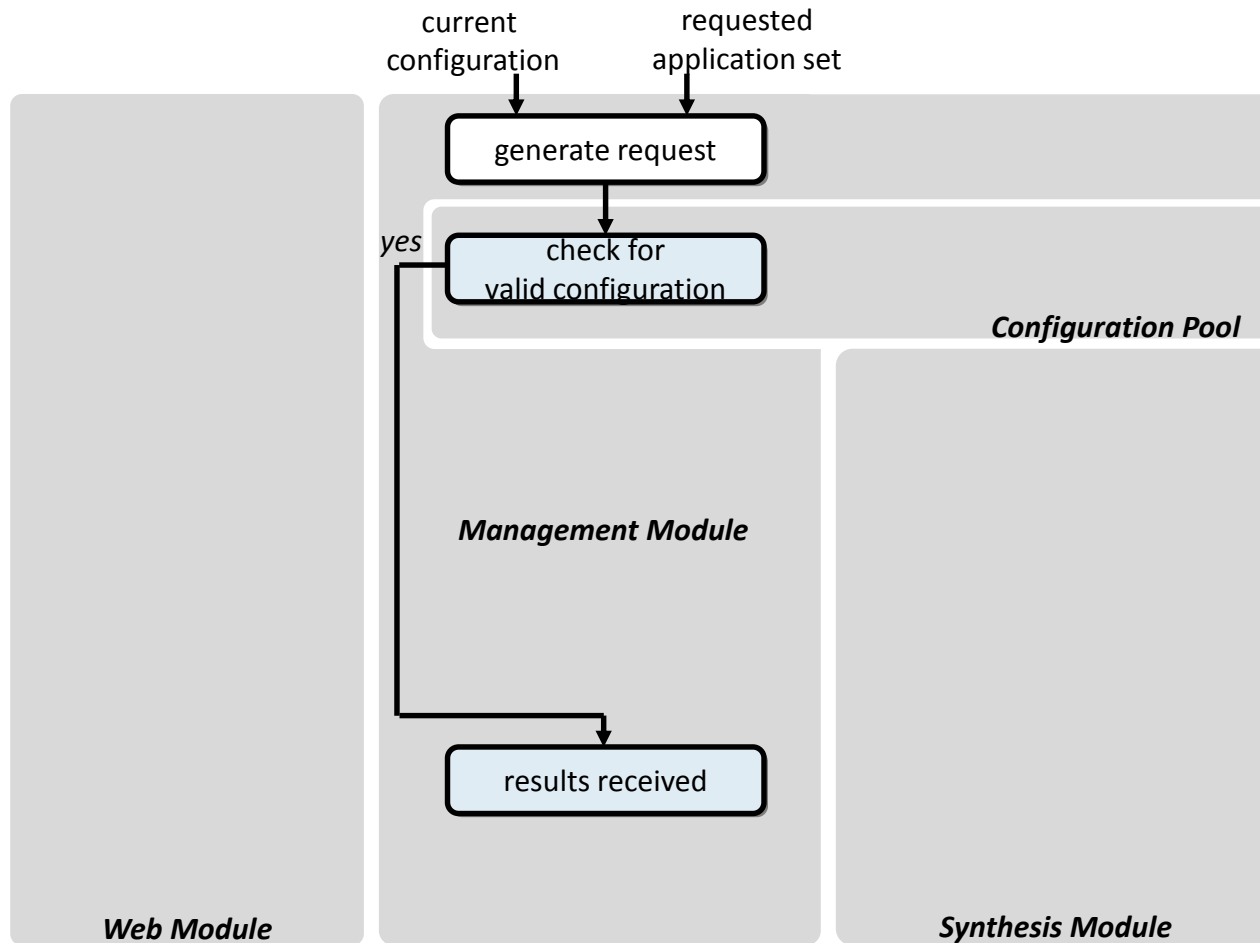 current
configuration
requested
application set
generate request
yes
check for
valid configuration
Configuration Pool
Management Module
results received
Web Module
Synthesis Module